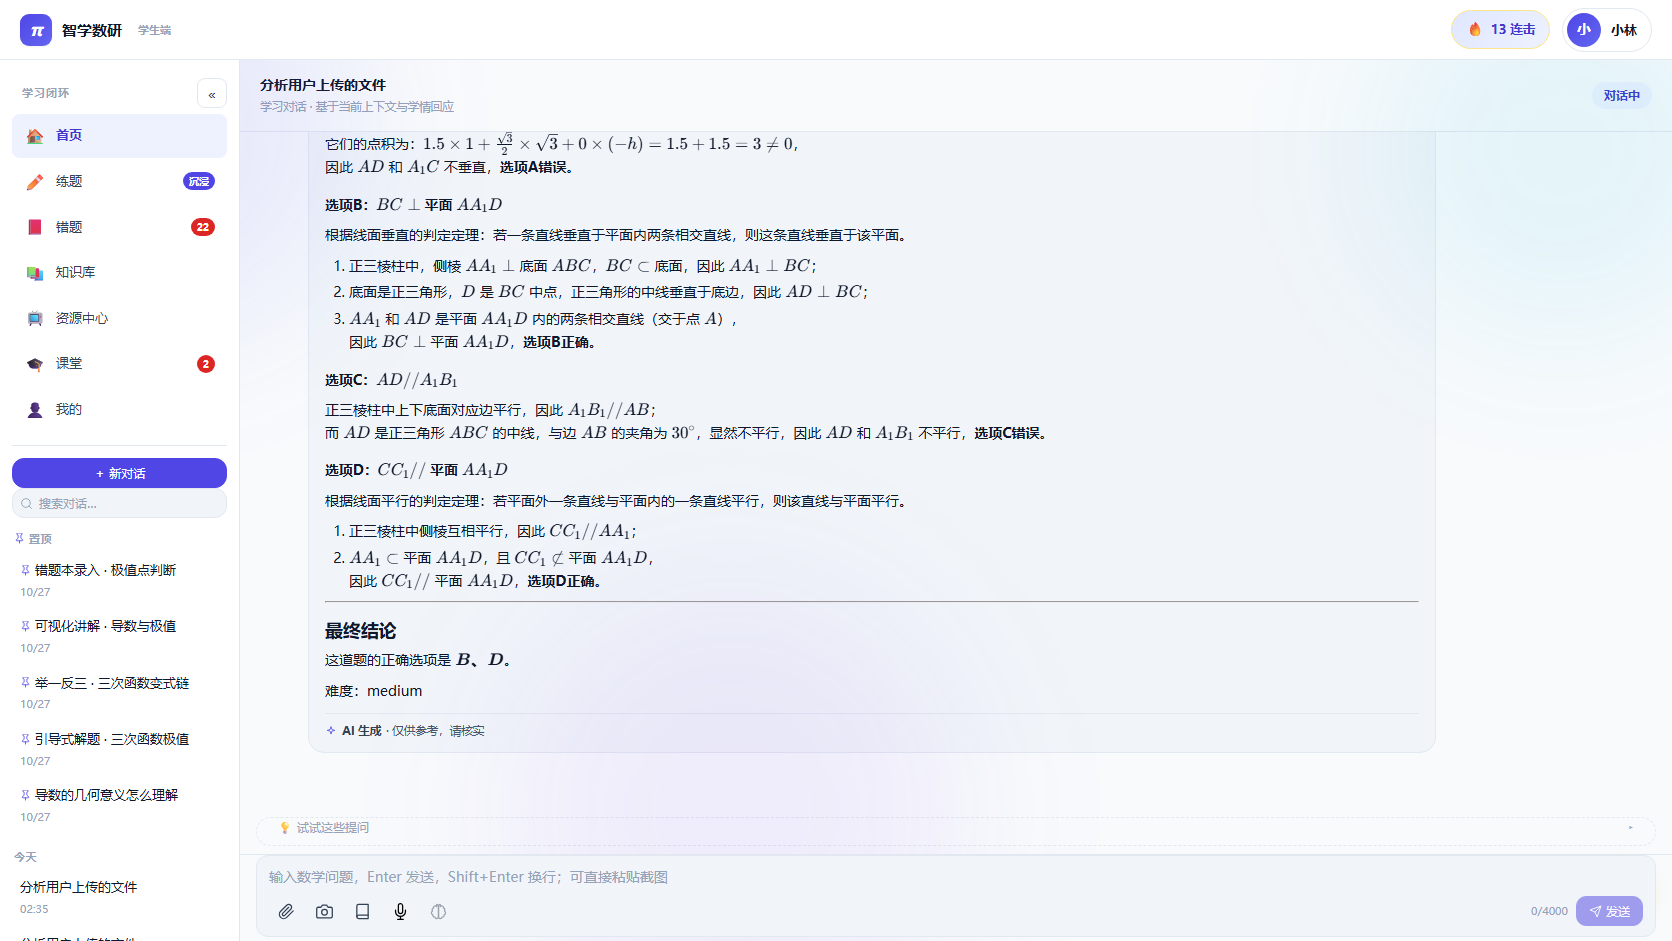 π 智学数研 学生端
13 连击
小 小林
学习闭环
«
首页
练题 沉浸
错题 22
知识库
资源中心
课堂 2
我的
+ 新对话
搜索对话...
置顶
错题本录入 · 极值点判断
10/27
可视化讲解 · 导数与极值
10/27
举一反三 · 三次函数变式链
10/27
引导式解题 · 三次函数极值
10/27
导数的几何意义怎么理解
10/27
今天
分析用户上传的文件
02:35
分析用户上传的文件
分析用户上传的文件
学习对话 · 基于当前上下文与学情回应
对话中
它们的点积为：1.5 × 1 + √3/2 × √3 + 0 × (−h) = 1.5 + 1.5 = 3 ≠ 0，
因此 AD 和 A₁C 不垂直，选项A错误。
选项B：BC ⊥ 平面 AA₁D
根据线面垂直的判定定理：若一条直线垂直于平面内两条相交直线，则这条直线垂直于该平面。
1. 正三棱柱中，侧棱 AA₁ ⊥ 底面 ABC，BC ⊂ 底面，因此 AA₁ ⊥ BC；
2. 底面是正三角形，D 是 BC 中点，正三角形的中线垂直于底边，因此 AD ⊥ BC；
3. AA₁ 和 AD 是平面 AA₁D 内的两条相交直线（交于点 A），
因此 BC ⊥ 平面 AA₁D，选项B正确。
选项C：AD//A₁B₁
正三棱柱中上下底面对应边平行，因此 A₁B₁//AB；
而 AD 是正三角形 ABC 的中线，与边 AB 的夹角为 30°，显然不平行，因此 AD 和 A₁B₁ 不平行，选项C错误。
选项D：CC₁// 平面 AA₁D
根据线面平行的判定定理：若平面外一条直线与平面内的一条直线平行，则该直线与平面平行。
1. 正三棱柱中侧棱互相平行，因此 CC₁//AA₁；
2. AA₁ ⊂ 平面 AA₁D，且 CC₁ ⊄ 平面 AA₁D，
因此 CC₁// 平面 AA₁D，选项D正确。
最终结论
这道题的正确选项是 B、D。
难度：medium
AI 生成 · 仅供参考，请核实
试试这些提问
输入数学问题，Enter 发送，Shift+Enter 换行；可直接粘贴截图
0/4000 发送